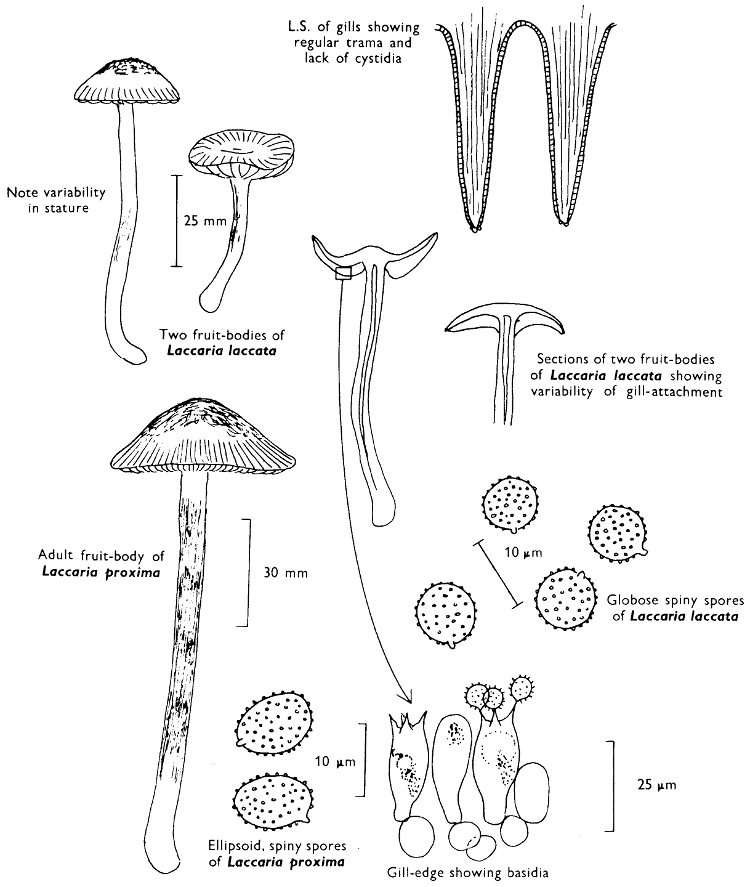 L.S. of gills showing
regular trama and
lack of cystidia
Note variability
in stature
25 mm
Two fruit-bodies of
Laccaria laccata
Sections of two fruit-bodies
of Laccaria laccata showing
variability of gill-attachment
Adult fruit-body of
Laccaria proxima
30 mm
10 μm
Globose spiny spores
of Laccaria laccata
10 μm
25 μm
Ellipsoid, spiny spores
of Laccaria proxima
Gill-edge showing basidia